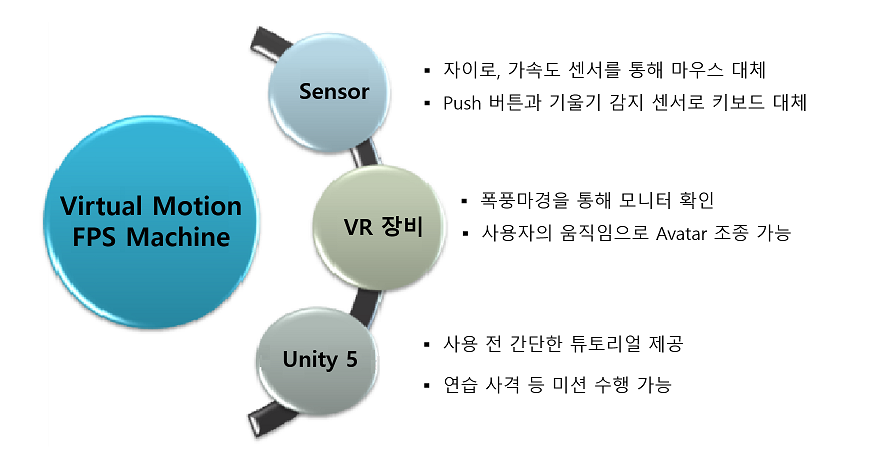 Virtual Motion
FPS Machine
Sensor
▪ 자이로, 가속도 센서를 통해 마우스 대체
▪ Push 버튼과 기울기 감지 센서로 키보드 대체
VR 장비
▪ 폭풍마경을 통해 모니터 확인
▪ 사용자의 움직임으로 Avatar 조종 가능
Unity 5
▪ 사용 전 간단한 튜토리얼 제공
▪ 연습 사격 등 미션 수행 가능